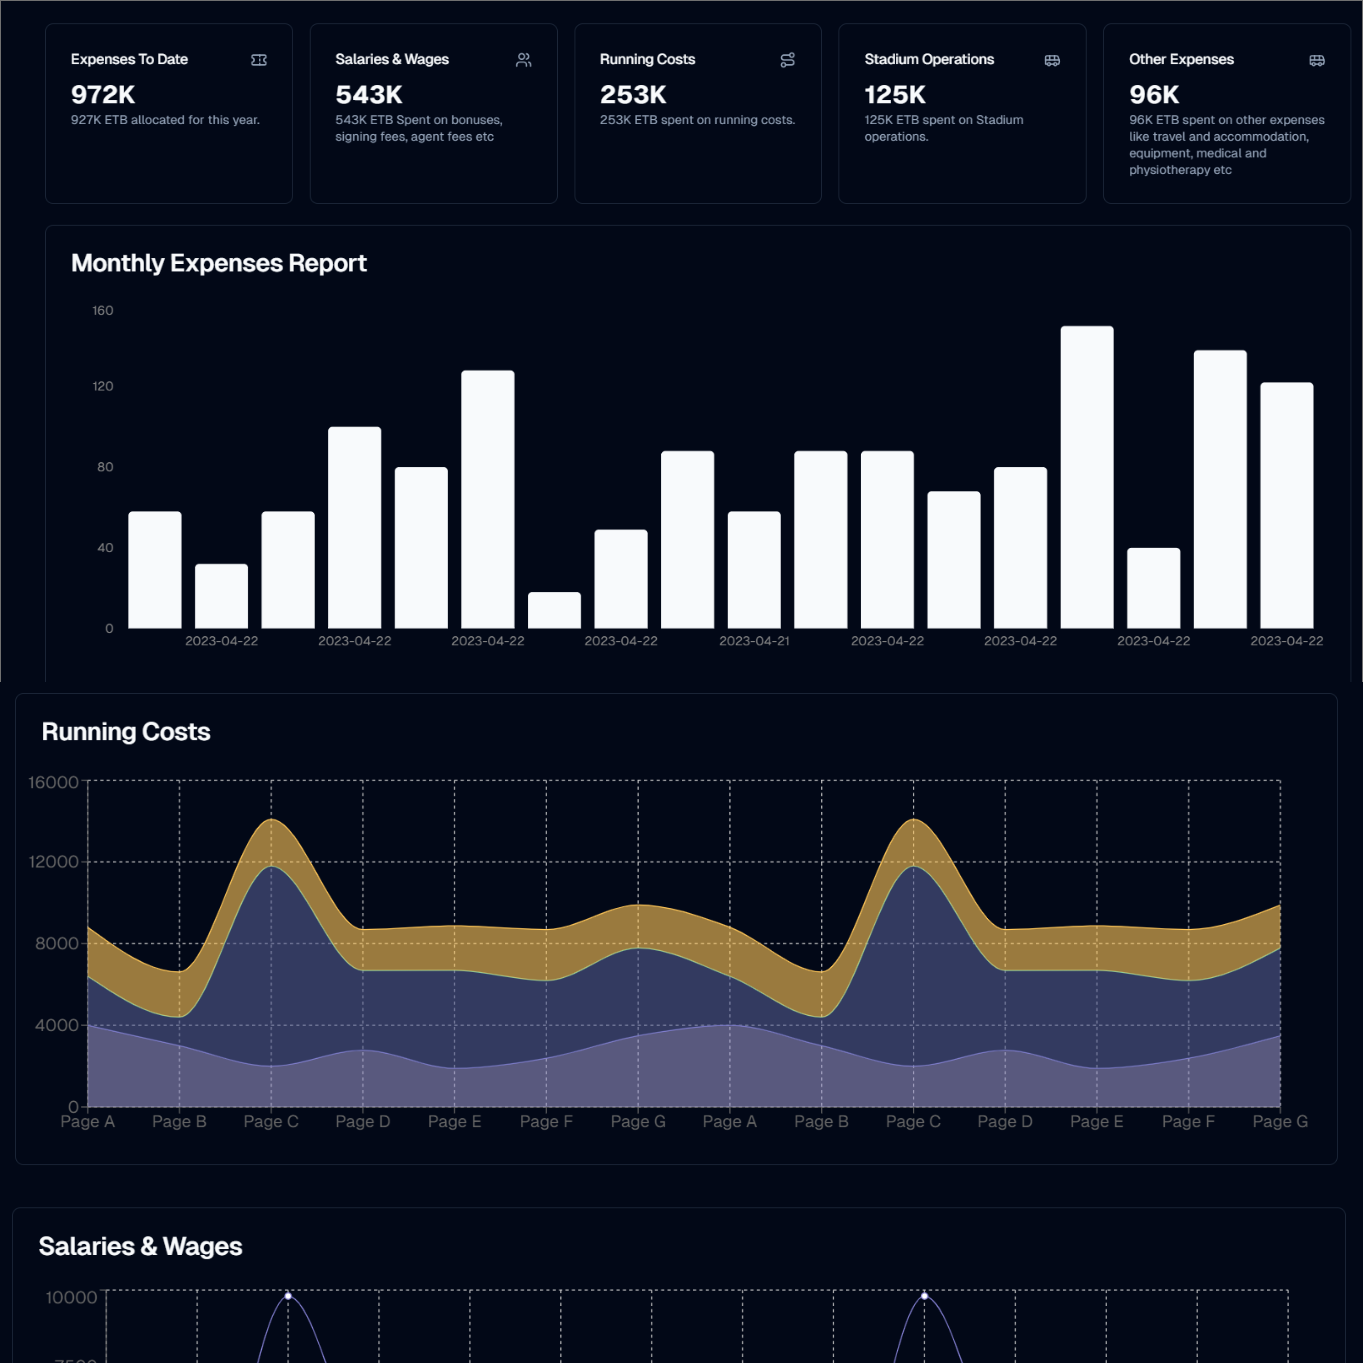 Expenses To Date
972K
927K ETB allocated for this year.
Salaries & Wages
543K
543K ETB Spent on bonuses,
signing fees, agent fees etc
Running Costs
253K
253K ETB spent on running costs.
Stadium Operations
125K
125K ETB spent on Stadium
operations.
Other Expenses
96K
96K ETB spent on other expenses
like travel and accommodation,
equipment, medical and
physiotherapy etc
Monthly Expenses Report
160
120
80
40
0
2023-04-22 2023-04-22 2023-04-22 2023-04-22 2023-04-21 2023-04-22 2023-04-22 2023-04-22 2023-04-22
Running Costs
16000
12000
8000
4000
0
Page A Page B Page C Page D Page E Page F Page G Page A Page B Page C Page D Page E Page F Page G
Salaries & Wages
10000